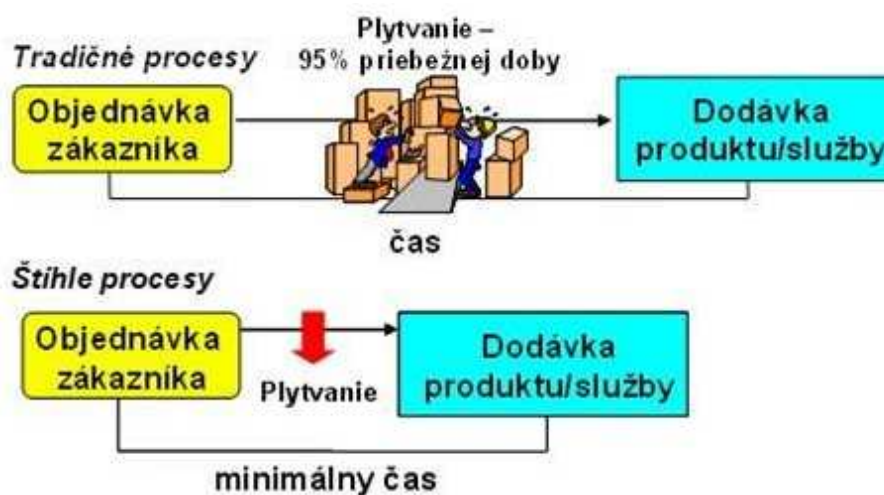 Plytvanie –
Tradičné procesy
95% priebežnej doby
Objednávka
zákazníka
Dodávka
produktu/služby
čas
Štíhle procesy
Objednávka
zákazníka
Plytvanie
Dodávka
produktu/služby
minimálny čas